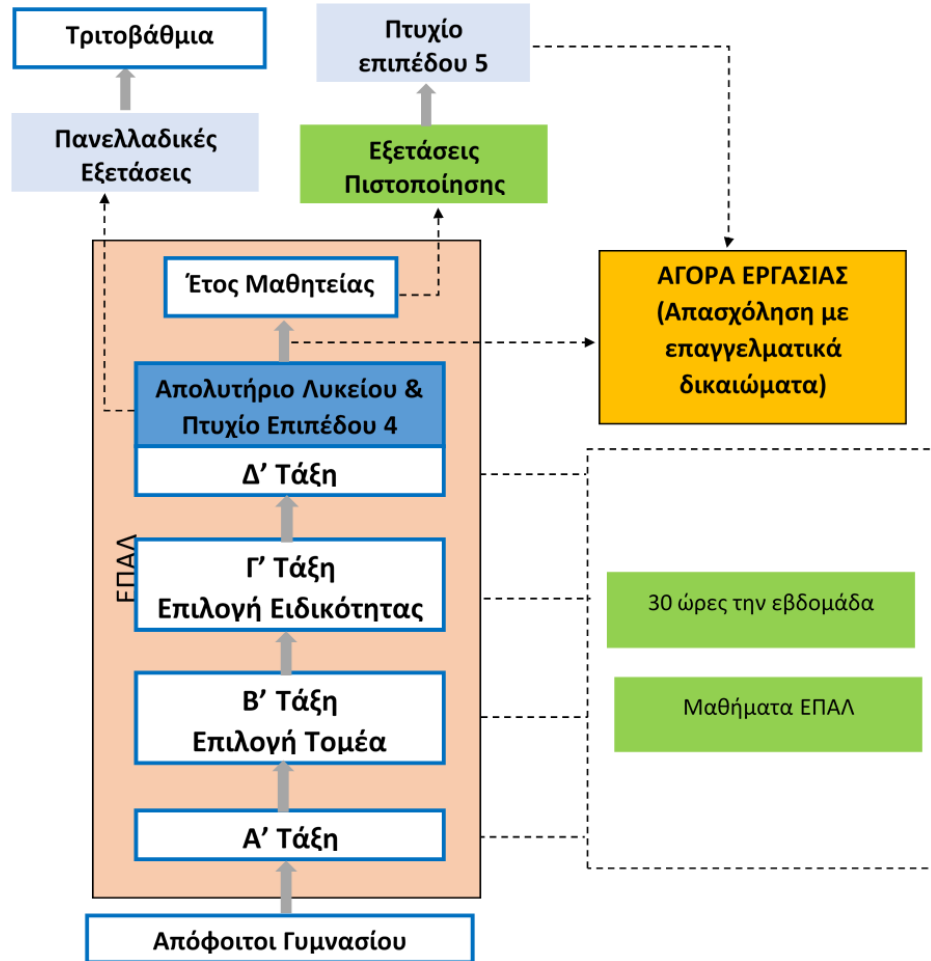 Τριτοβάθμια
Πτυχίο
επιπέδου 5
Πανελλαδικές
Εξετάσεις
Εξετάσεις
Πιστοποίησης
Έτος Μαθητείας
ΑΓΟΡΑ ΕΡΓΑΣΙΑΣ
(Απασχόληση με
επαγγελματικά
δικαιώματα)
Απολυτήριο Λυκείου &
Πτυχίο Επιπέδου 4
Δ’ Τάξη
ΕΠΑΛ
Γ’ Τάξη
Επιλογή Ειδικότητας
30 ώρες την εβδομάδα
Β’ Τάξη
Επιλογή Τομέα
Μαθήματα ΕΠΑΛ
Α’ Τάξη
Απόφοιτοι Γυμνασίου